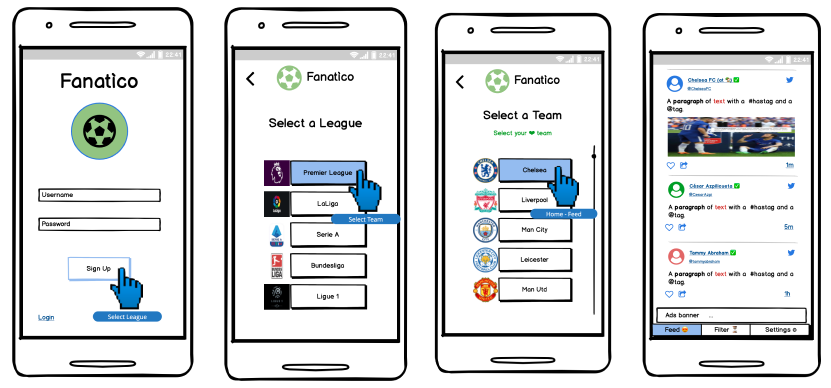 22:41
Fanatico
Username
Password
Sign Up
Login
Select League
22:41
Fanatico
Select a League
Premier League
LaLiga
Select Team
Serie A
Bundesliga
Ligue 1
22:41
Fanatico
Select a Team
Select your ❤ team
Chelsea
Liverpool
Home - Feed
Man City
Leicester
Man Utd
22:41
Chelsea FC (at 🏡) ✅
@ChelseaFC
A paragraph of text with a #hastag and a
@tag.
1m
César Azpilicueta ✅
@CesarAzpi
A paragraph of text with a #hastag and a
@tag.
5m
Tammy Abraham ✅
@tammyabraham
A paragraph of text with a #hastag and a
@tag.
1h
Ads banner ...
Feed Filter Settings